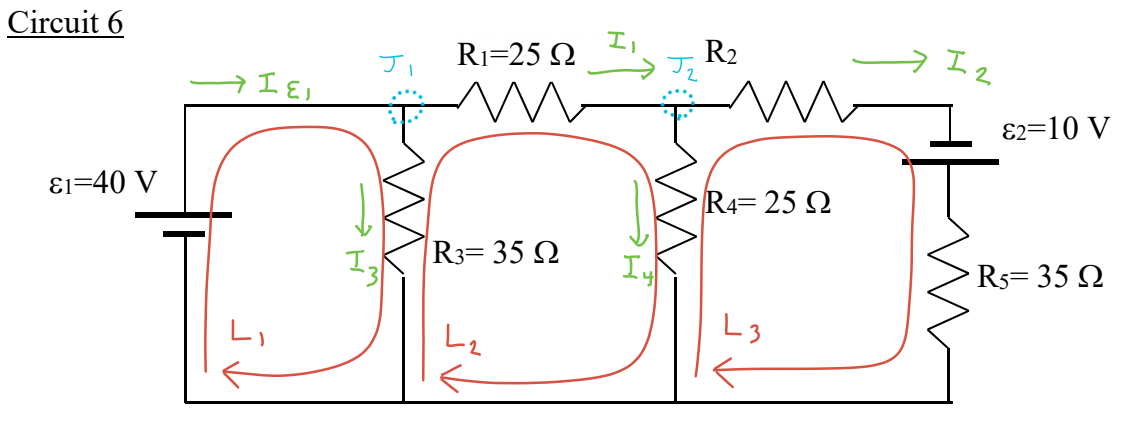 Circuit 6
I ε1
J1
R1=25 Ω
I1
J2
R2
I2
ε2=10 V
ε1=40 V
R4= 25 Ω
R3= 35 Ω
I3
I4
R5= 35 Ω
L1
L2
L3